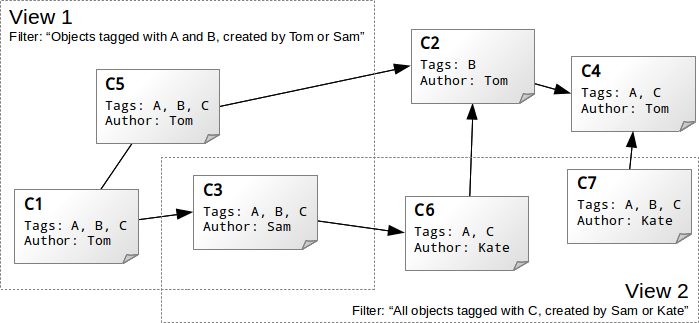 View 1
Filter: “Objects tagged with A and B, created by Tom or Sam”
C2
Tags: B
Author: Tom
C4
Tags: A, C
Author: Tom
C5
Tags: A, B, C
Author: Tom
C1
Tags: A, B, C
Author: Tom
C3
Tags: A, B, C
Author: Sam
C6
Tags: A, C
Author: Kate
C7
Tags: A, B, C
Author: Kate
View 2
Filter: “All objects tagged with C, created by Sam or Kate”